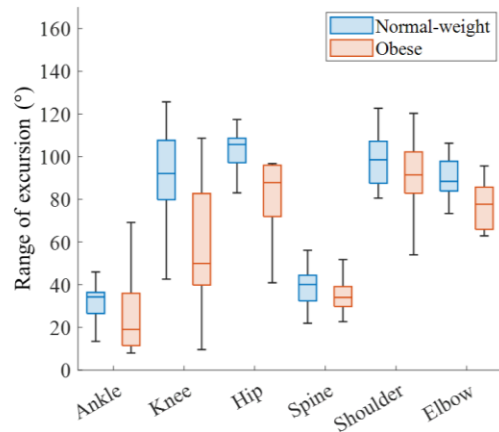 160
140
120
100
80
60
40
20
0
Range of excursion (°)
Normal-weight
Obese
Ankle
Knee
Hip
Spine
Shoulder
Elbow